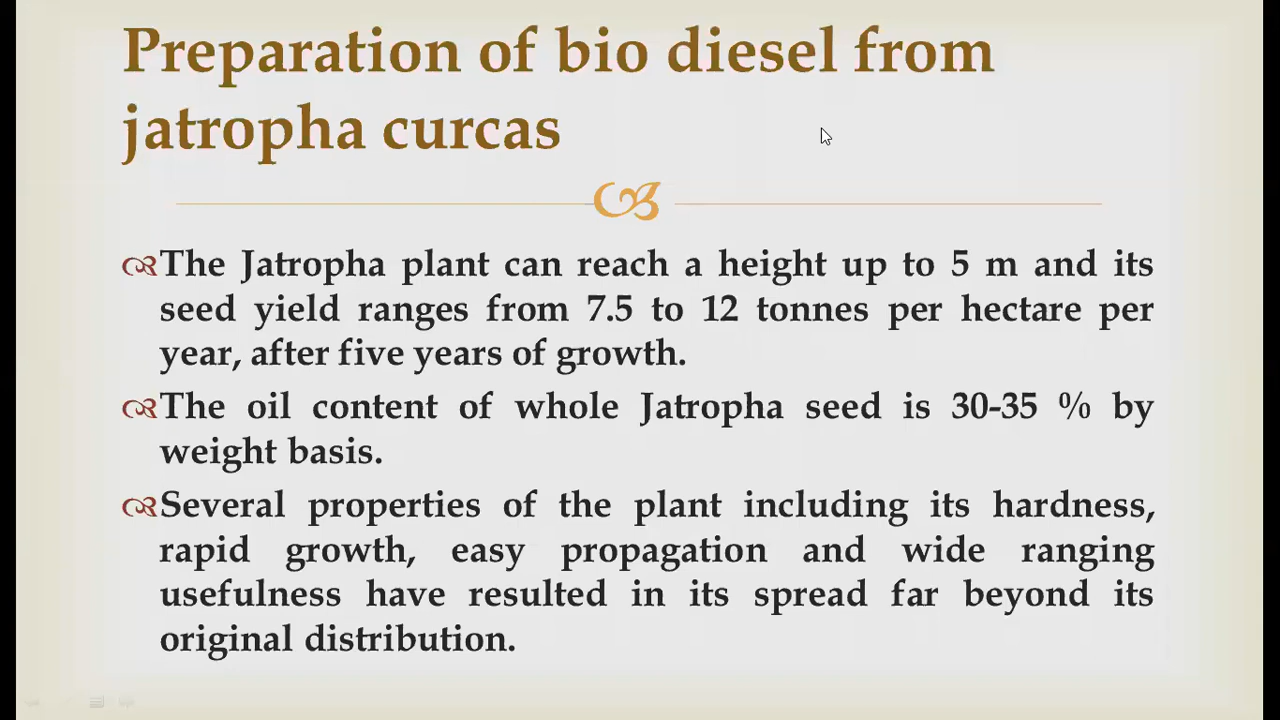 Preparation of bio diesel from
jatropha curcas
The Jatropha plant can reach a height up to 5 m and its
seed yield ranges from 7.5 to 12 tonnes per hectare per
year, after five years of growth.
The oil content of whole Jatropha seed is 30-35 % by
weight basis.
Several properties of the plant including its hardness,
rapid growth, easy propagation and wide ranging
usefulness have resulted in its spread far beyond its
original distribution.